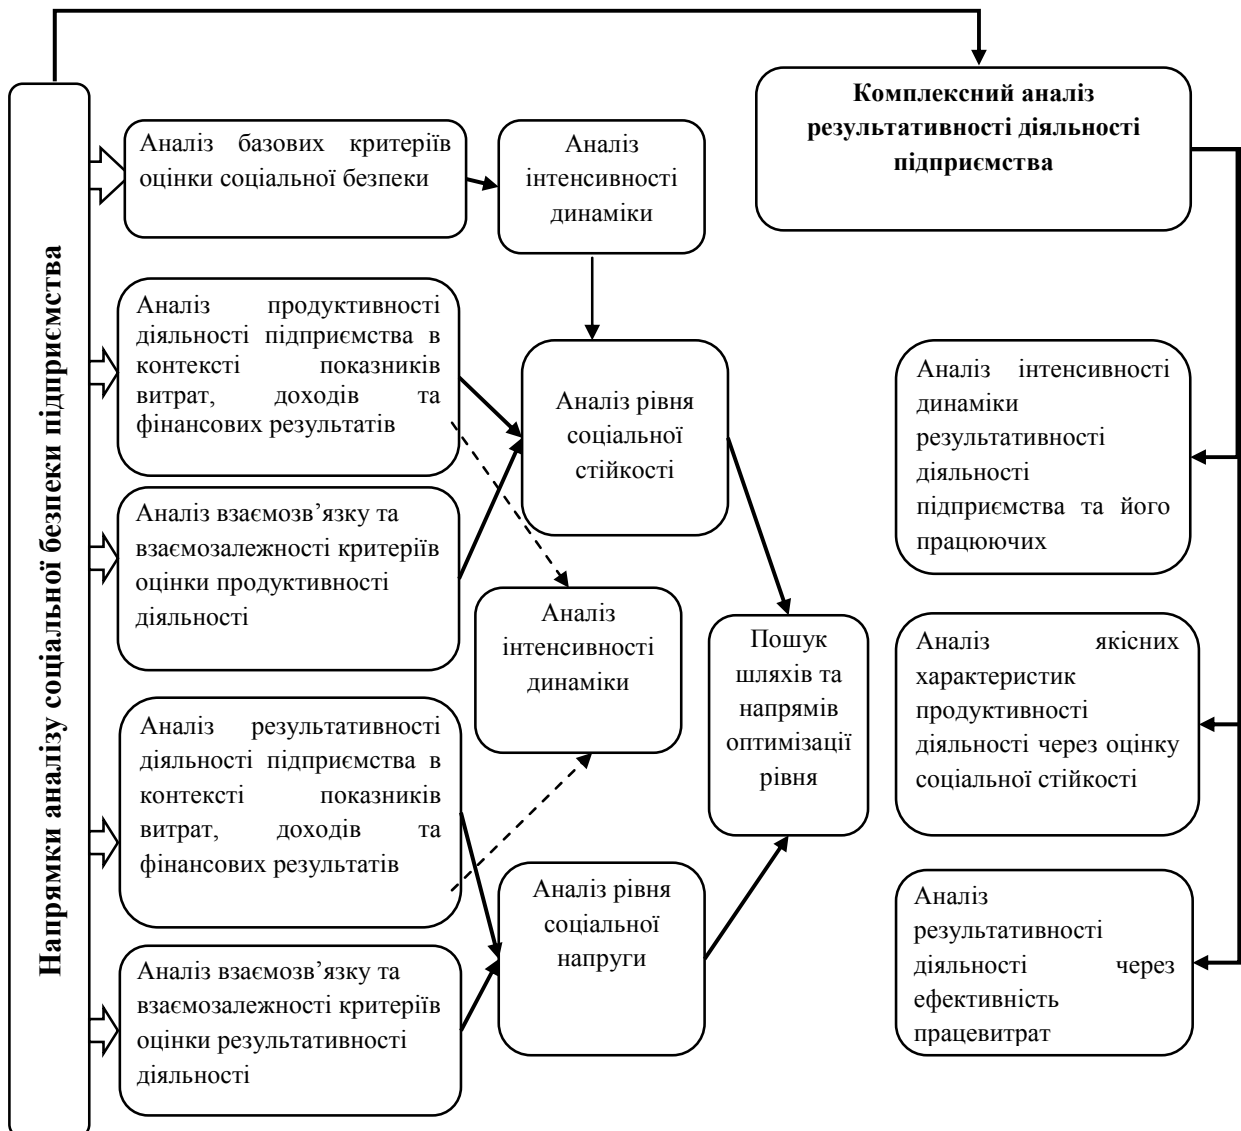 Напрямки аналізу соціальної безпеки підприємства
Комплексний аналіз
результативності діяльності
підприємства
Аналіз базових критеріїв
оцінки соціальної безпеки
Аналіз
інтенсивності
динаміки
Аналіз продуктивності
діяльності підприємства в
контексті показників
витрат, доходів та
фінансових результатів
Аналіз рівня
соціальної
стійкості
Аналіз інтенсивності
динаміки
результативності
діяльності
підприємства та його
працюючих
Аналіз взаємозв’язку та
взаємозалежності критеріїв
оцінки продуктивності
діяльності
Аналіз
інтенсивності
динаміки
Пошук
шляхів та
напрямів
оптимізації
рівня
Аналіз якісних
характеристик
продуктивності
діяльності через оцінку
соціальної стійкості
Аналіз результативності
діяльності підприємства в
контексті показників
витрат, доходів та
фінансових результатів
Аналіз рівня
соціальної
напруги
Аналіз
результативності
діяльності через
ефективність
працевитрат
Аналіз взаємозв’язку та
взаємозалежності критеріїв
оцінки результативності
діяльності